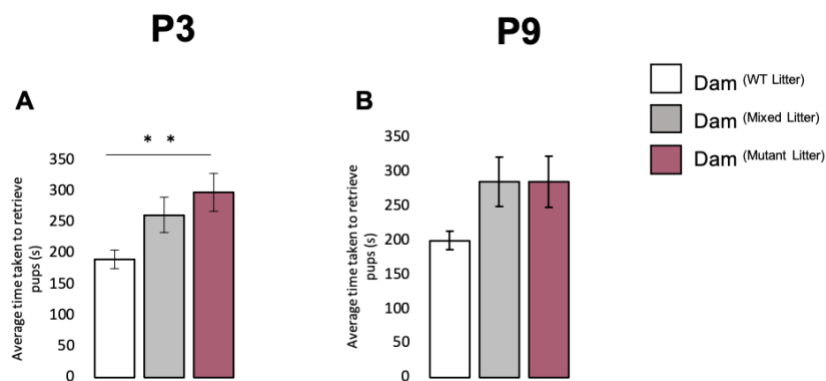 P3
P9
Dam (WT Litter)
Dam (Mixed Litter)
Dam (Mutant Litter)
A
* *
Average time taken to retrieve
pups (s)
350
300
250
200
150
100
50
0
B
Average time taken to retrieve
pups (s)
350
300
250
200
150
100
50
0